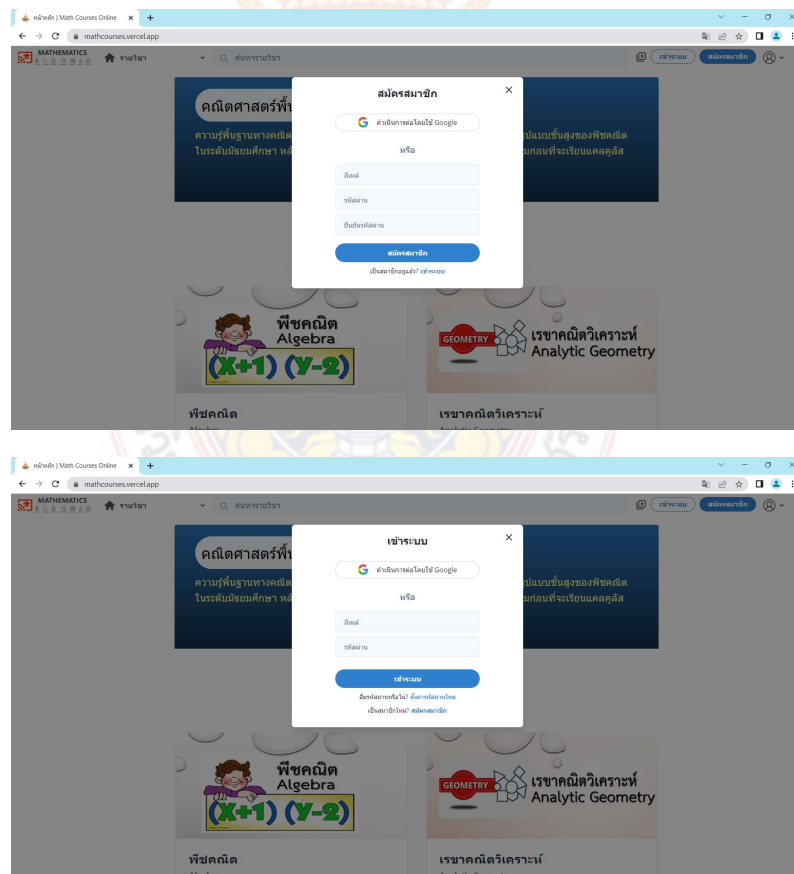 หน้าหลัก | Math Courses Online
mathcourses.vercel.app
MATHEMATICS
รายวิชา
ค้นหารายวิชา
เข้าระบบ
สมัครสมาชิก
สมัครสมาชิก
คณิตศาสตร์พื้
ดำเนินการต่อโดยใช้ Google
ความรู้พื้นฐานทางคณิต
รูปแบบขั้นสูงของพีชคณิต
ในระดับมัธยมศึกษา
มก่อนที่จะเรียนแคลคูลัส
หรือ
อีเมล์
รหัสผ่าน
ยืนยันรหัสผ่าน
สมัครสมาชิก
เป็นสมาชิกอยู่แล้ว? เข้าระบบ
พีชคณิต
Algebra
(X+1) (Y-2)
GEOMETRY
เรขาคณิตวิเคราะห์
Analytic Geometry
พีชคณิต
เรขาคณิตวิเคราะห์
หน้าหลัก | Math Courses Online
mathcourses.vercel.app
MATHEMATICS
รายวิชา
ค้นหารายวิชา
เข้าระบบ
สมัครสมาชิก
เข้าระบบ
คณิตศาสตร์พื้
ดำเนินการต่อโดยใช้ Google
ความรู้พื้นฐานทางคณิต
รูปแบบขั้นสูงของพีชคณิต
ในระดับมัธยมศึกษา
มก่อนที่จะเรียนแคลคูลัส
หรือ
อีเมล์
รหัสผ่าน
เข้าระบบ
ลืมรหัสผ่านหรือไม่? ตั้งค่ารหัสผ่านใหม่
เป็นสมาชิกใหม่? สมัครสมาชิก
พีชคณิต
Algebra
(X+1) (Y-2)
GEOMETRY
เรขาคณิตวิเคราะห์
Analytic Geometry
พีชคณิต
เรขาคณิตวิเคราะห์